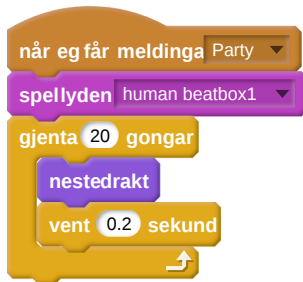 når eg får meldinga Party
spellyden human beatbox1
gjenta 20 gongar
nestedrakt
vent 0.2 sekund